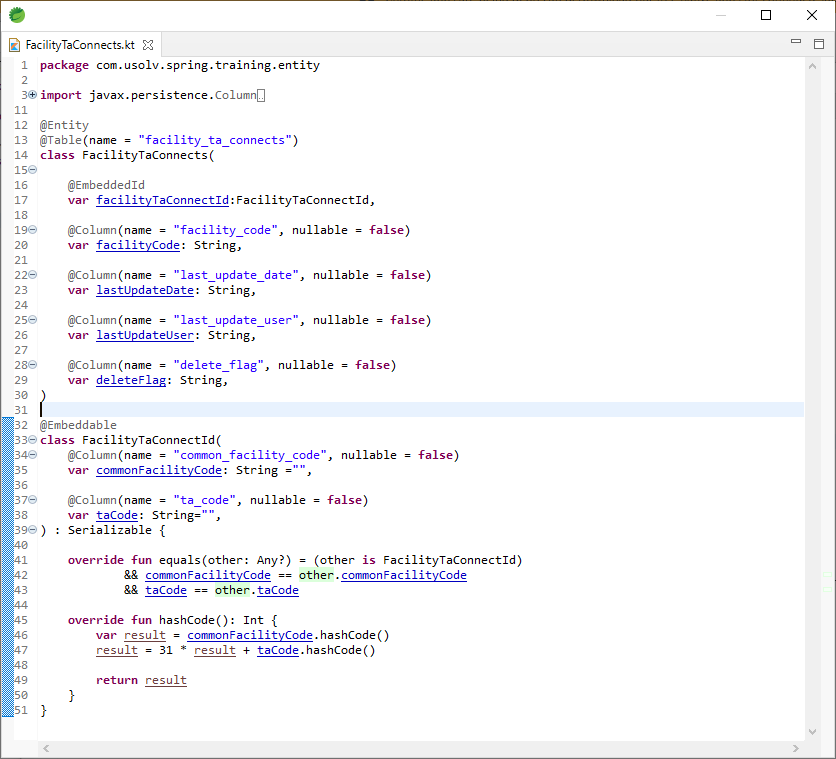 FacilityTaConnects.kt
1 package com.usolv.spring.training.entity
2
3 import javax.persistence.Column
11
12 @Entity
13 @Table(name = "facility_ta_connects")
14 class FacilityTaConnects(
15
16     @EmbeddedId
17     var facilityTaConnectId:FacilityTaConnectId,
18
19     @Column(name = "facility_code", nullable = false)
20     var facilityCode: String,
21
22     @Column(name = "last_update_date", nullable = false)
23     var lastUpdateDate: String,
24
25     @Column(name = "last_update_user", nullable = false)
26     var lastUpdateUser: String,
27
28     @Column(name = "delete_flag", nullable = false)
29     var deleteFlag: String,
30 )
31
32 @Embeddable
33 class FacilityTaConnectId(
34     @Column(name = "common_facility_code", nullable = false)
35     var commonFacilityCode: String ="",
36
37     @Column(name = "ta_code", nullable = false)
38     var taCode: String="",
39 ) : Serializable {
40
41     override fun equals(other: Any?) = (other is FacilityTaConnectId)
42             && commonFacilityCode == other.commonFacilityCode
43             && taCode == other.taCode
44
45     override fun hashCode(): Int {
46         var result = commonFacilityCode.hashCode()
47         result = 31 * result + taCode.hashCode()
48
49         return result
50     }
51 }